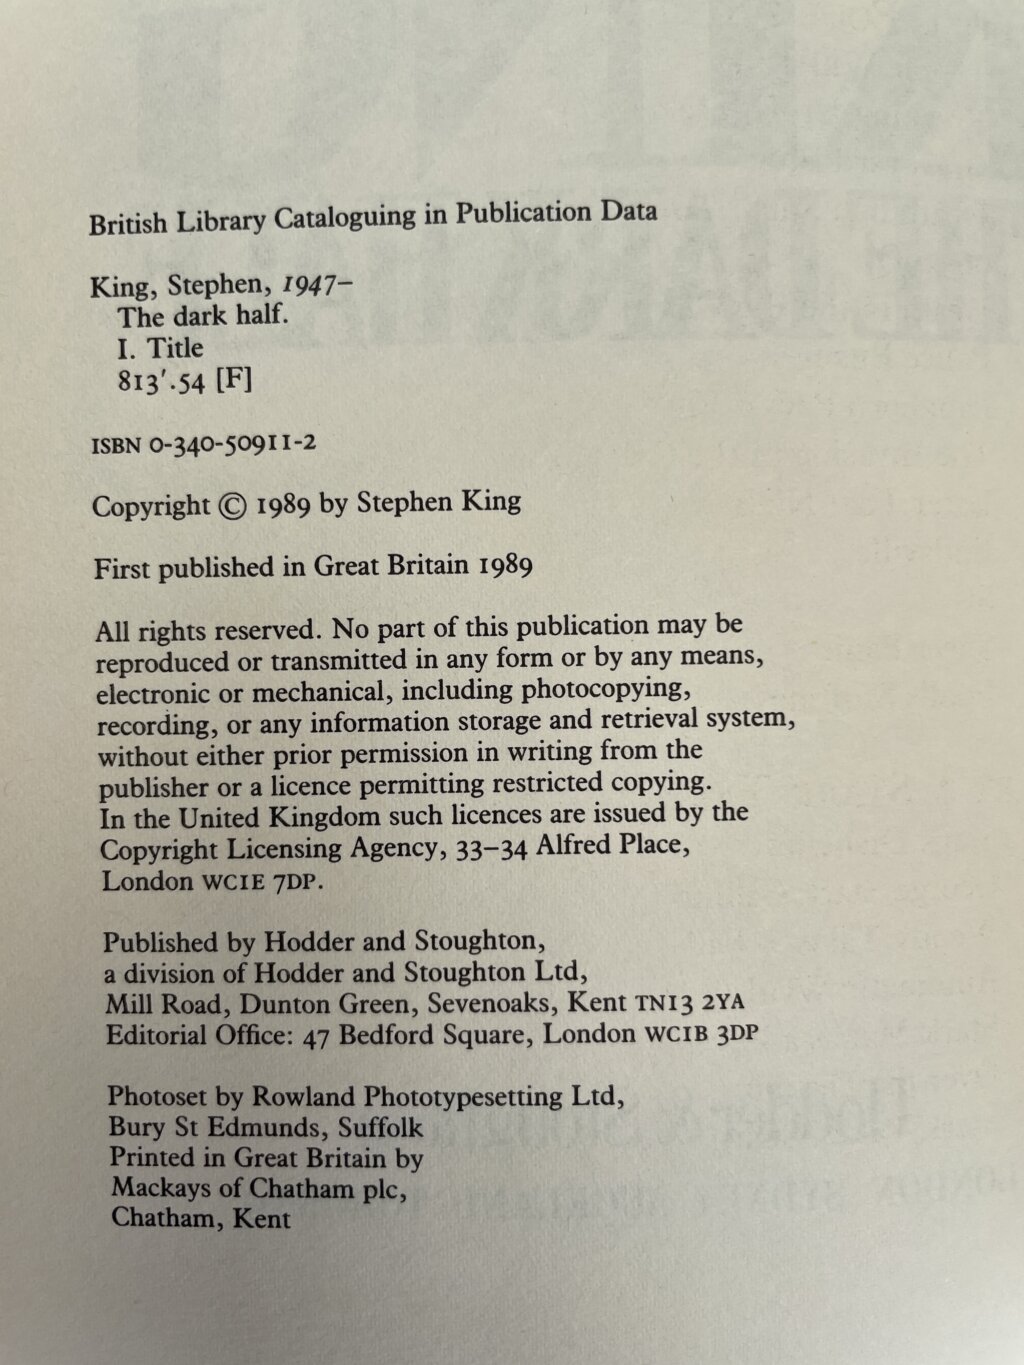 British Library Cataloguing in Publication Data
King, Stephen, 1947–
The dark half.
I. Title
813'.54 [F]
ISBN 0-340-50911-2
Copyright © 1989 by Stephen King
First published in Great Britain 1989
All rights reserved. No part of this publication may be
reproduced or transmitted in any form or by any means,
electronic or mechanical, including photocopying,
recording, or any information storage and retrieval system,
without either prior permission in writing from the
publisher or a licence permitting restricted copying.
In the United Kingdom such licences are issued by the
Copyright Licensing Agency, 33–34 Alfred Place,
London WC1E 7DP.
Published by Hodder and Stoughton,
a division of Hodder and Stoughton Ltd,
Mill Road, Dunton Green, Sevenoaks, Kent TN13 2YA
Editorial Office: 47 Bedford Square, London WC1B 3DP
Photoset by Rowland Phototypesetting Ltd,
Bury St Edmunds, Suffolk
Printed in Great Britain by
Mackays of Chatham plc,
Chatham, Kent